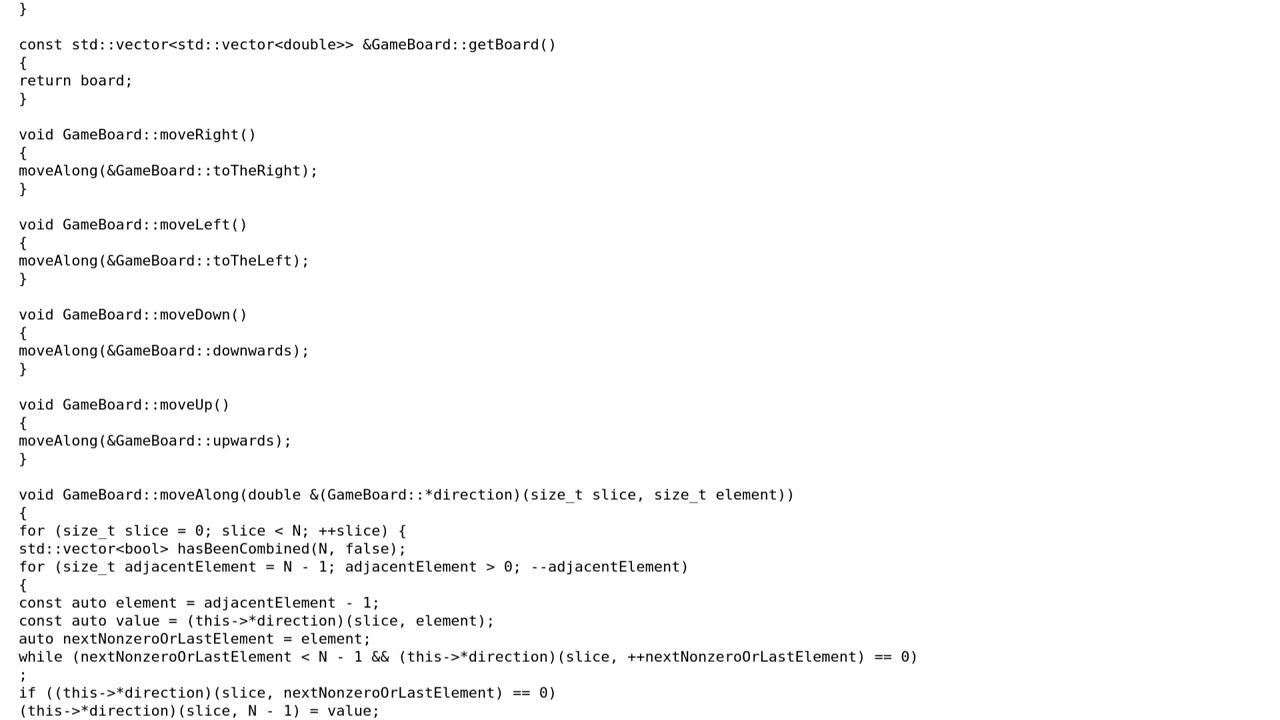 }
const std::vector<std::vector<double>> &GameBoard::getBoard()
{
return board;
}
void GameBoard::moveRight()
{
moveAlong(&GameBoard::toTheRight);
}
void GameBoard::moveLeft()
{
moveAlong(&GameBoard::toTheLeft);
}
void GameBoard::moveDown()
{
moveAlong(&GameBoard::downwards);
}
void GameBoard::moveUp()
{
moveAlong(&GameBoard::upwards);
}
void GameBoard::moveAlong(double &(GameBoard::*direction)(size_t slice, size_t element))
{
for (size_t slice = 0; slice < N; ++slice) {
std::vector<bool> hasBeenCombined(N, false);
for (size_t adjacentElement = N - 1; adjacentElement > 0; --adjacentElement)
{
const auto element = adjacentElement - 1;
const auto value = (this->*direction)(slice, element);
auto nextNonzeroOrLastElement = element;
while (nextNonzeroOrLastElement < N - 1 && (this->*direction)(slice, ++nextNonzeroOrLastElement) == 0)
;
if ((this->*direction)(slice, nextNonzeroOrLastElement) == 0)
(this->*direction)(slice, N - 1) = value;